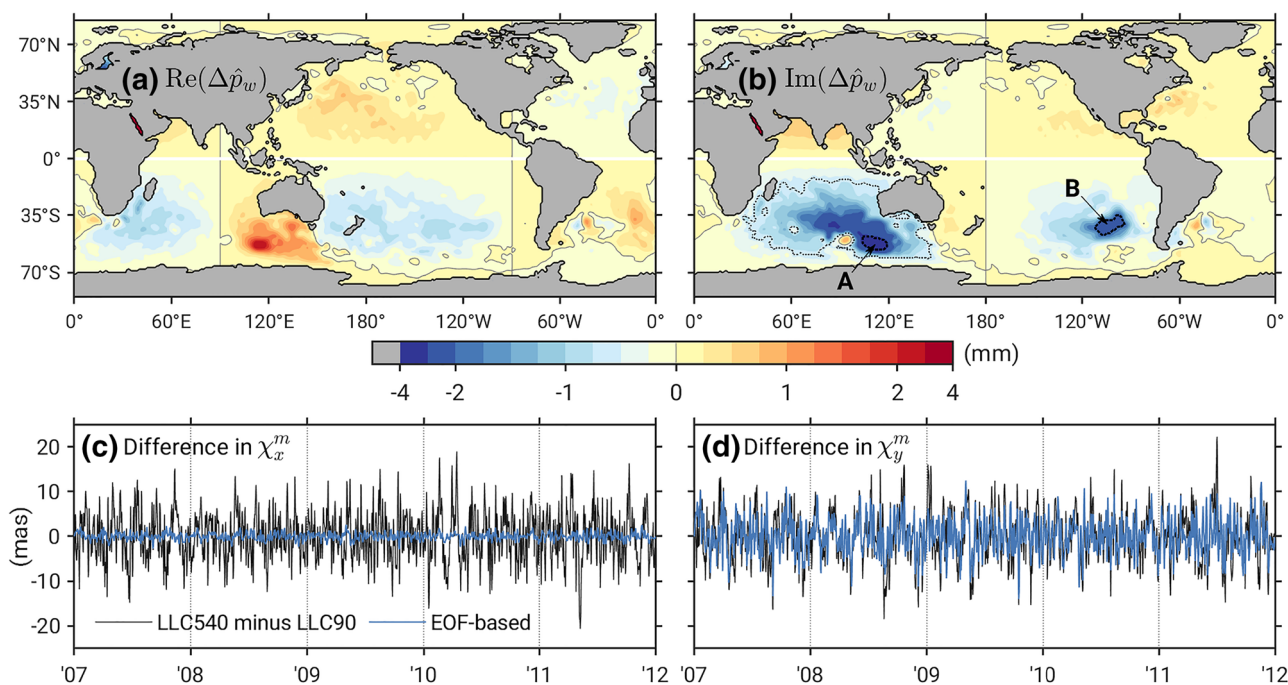 (a) Re(Δp̂_w)
(b) Im(Δp̂_w)
70°N
35°N
0°
35°S
70°S
A
B
0° 60°E 120°E 180° 120°W 60°W 0°
60°E 120°E 180° 120°W 60°W 0°
-4 -2 -1 0 1 2 4
(mm)
(c) Difference in χ_x^m
(mas)
20
10
0
-10
-20
LLC540 minus LLC90 EOF-based
'07 '08 '09 '10 '11 '12
(d) Difference in χ_y^m
'07 '08 '09 '10 '11 '12